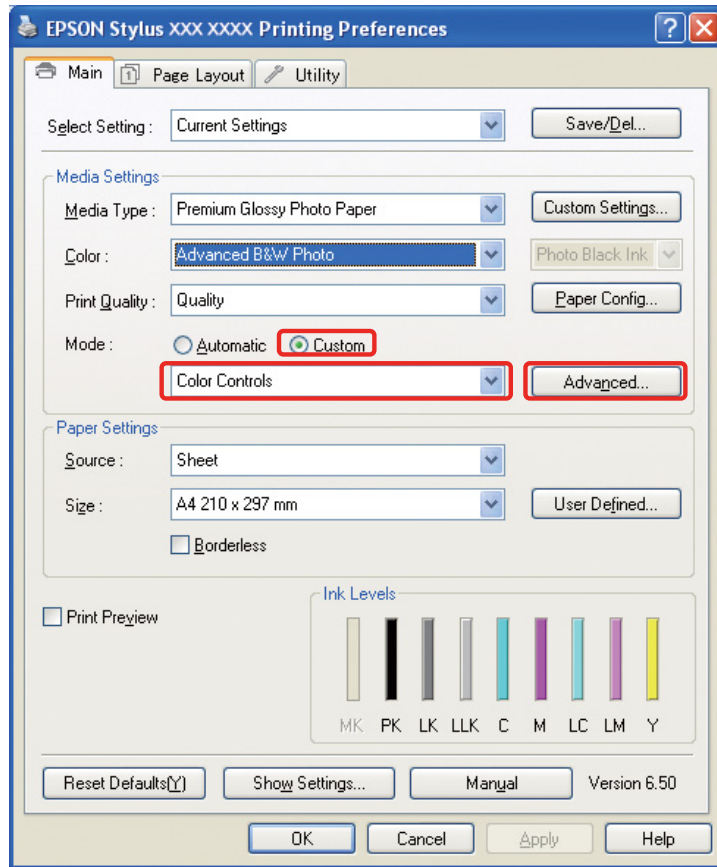 EPSON Stylus XXX XXXX Printing Preferences
Main
Page Layout
Utility
Select Setting :
Current Settings
Save/Del...
Media Settings
Media Type :
Premium Glossy Photo Paper
Custom Settings...
Color :
Advanced B&W Photo
Photo Black Ink
Print Quality :
Quality
Paper Config...
Mode :
Automatic
Custom
Color Controls
Advanced...
Paper Settings
Source :
Sheet
Size :
A4 210 x 297 mm
User Defined...
Borderless
Print Preview
Ink Levels
MK PK LK LLK C M LC LM Y
Reset Defaults(Y)
Show Settings...
Manual
Version 6.50
OK
Cancel
Apply
Help